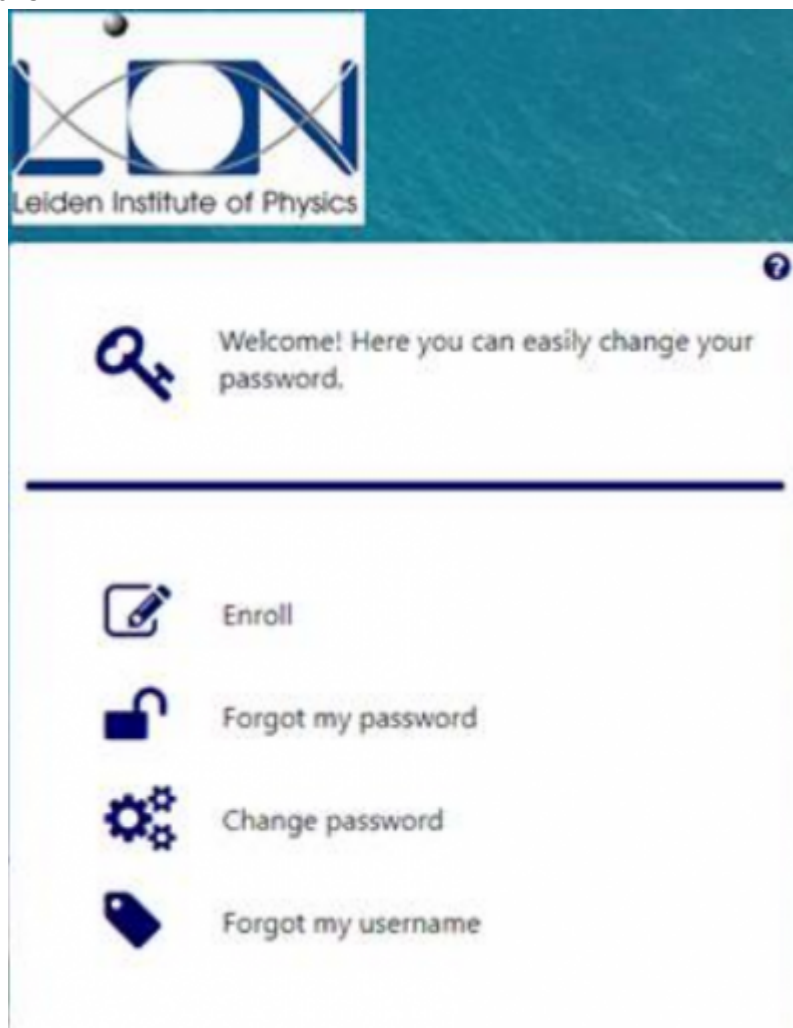 LION
Leiden Institute of Physics
?
Welcome! Here you can easily change your
password.
Enroll
Forgot my password
Change password
Forgot my username